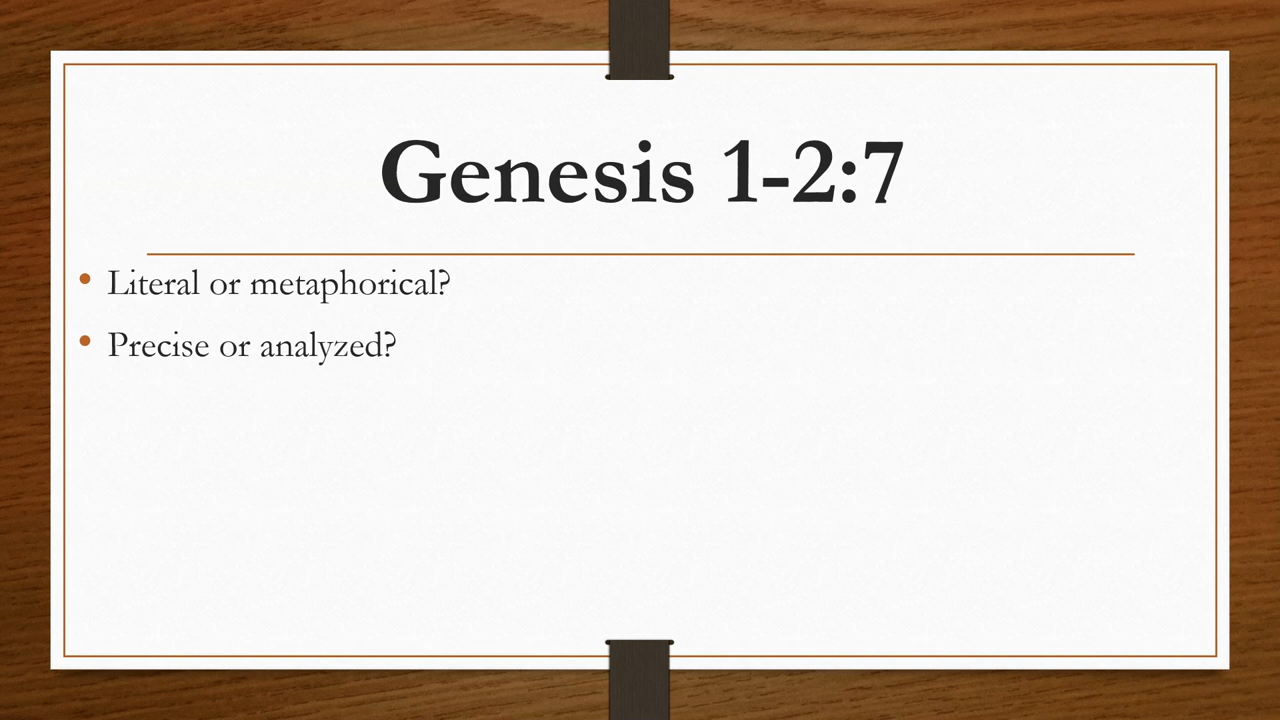 Genesis 1-2:7
• Literal or metaphorical?
• Precise or analyzed?